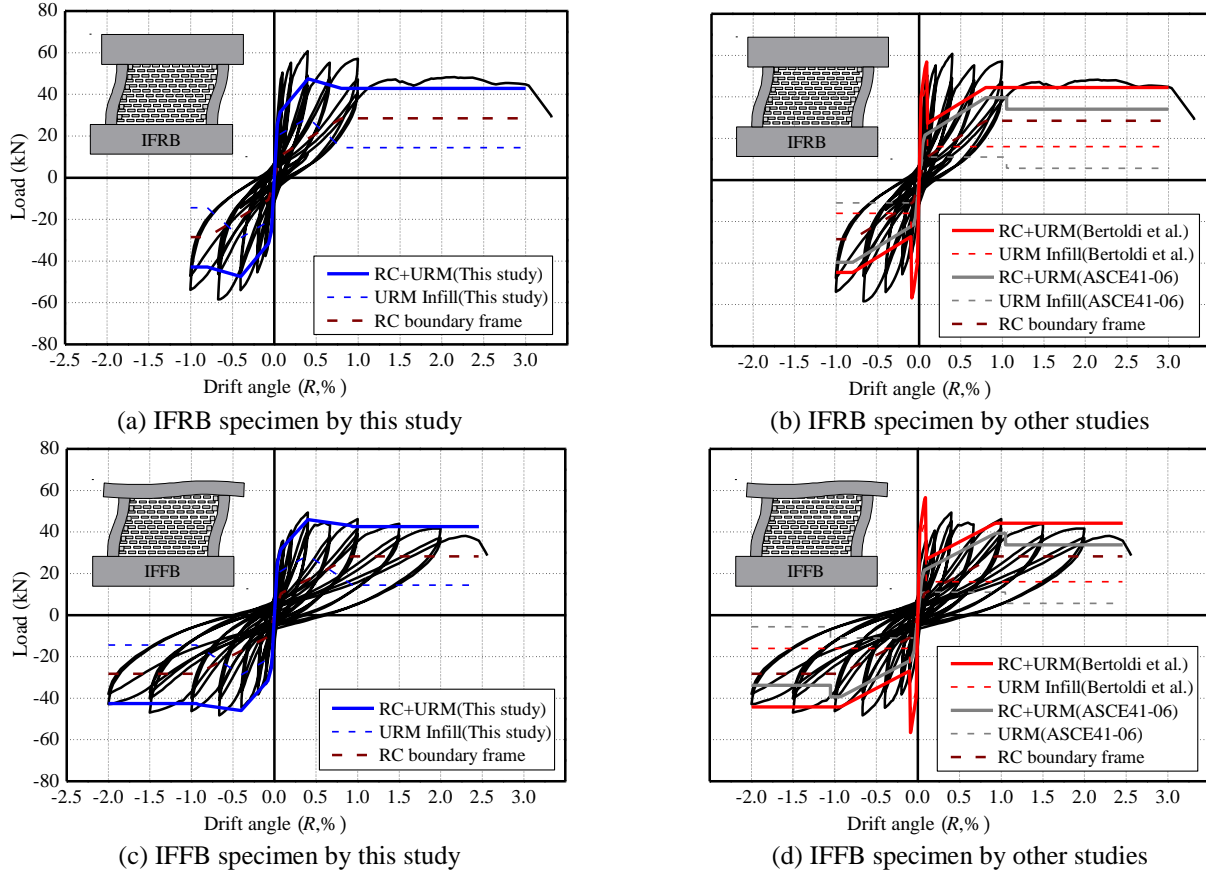 80
60
40
20
0
-20
-40
-60
-80
Load (kN)
IFRB
RC+URM(This study)
URM Infill(This study)
RC boundary frame
-2.5 -2.0 -1.5 -1.0 -0.5 0.0 0.5 1.0 1.5 2.0 2.5 3.0
Drift angle (R,% )
(a) IFRB specimen by this study
IFRB
RC+URM(Bertoldi et al.)
URM Infill(Bertoldi et al.)
RC+URM(ASCE41-06)
URM Infill(ASCE41-06)
RC boundary frame
-2.0 -1.5 -1.0 -0.5 0.0 0.5 1.0 1.5 2.0 2.5 3.0
Drift angle (R,% )
(b) IFRB specimen by other studies
80
60
40
20
0
-20
-40
-60
-80
Load (kN)
IFFB
RC+URM(This study)
URM Infill(This study)
RC boundary frame
-2.5 -2.0 -1.5 -1.0 -0.5 0.0 0.5 1.0 1.5 2.0 2.5 3.0
Drift angle (R,% )
(c) IFFB specimen by this study
IFFB
RC+URM(Bertoldi et al.)
URM Infill(Bertoldi et al.)
RC+URM(ASCE41-06)
URM(ASCE41-06)
RC boundary frame
-2.0 -1.5 -1.0 -0.5 0.0 0.5 1.0 1.5 2.0 2.5 3.0
Drift angle (R,% )
(d) IFFB specimen by other studies